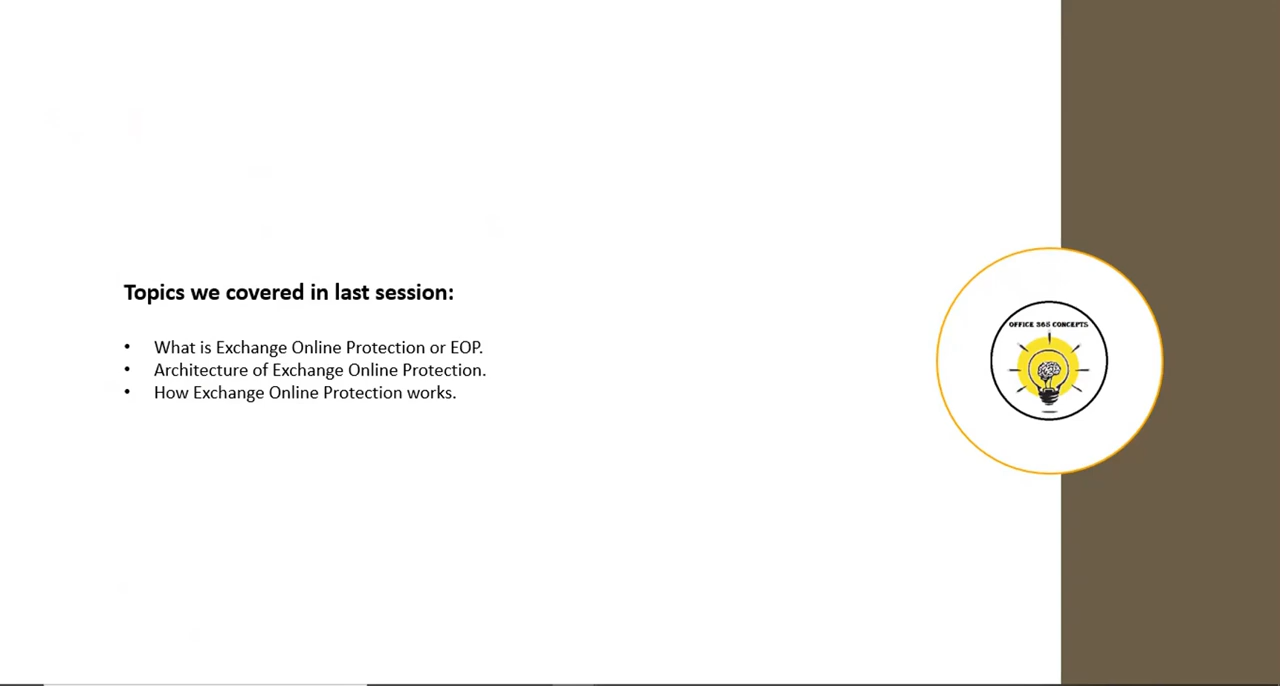 Topics we covered in last session:
• What is Exchange Online Protection or EOP.
• Architecture of Exchange Online Protection.
• How Exchange Online Protection works.
OFFICE 365 CONCEPTS